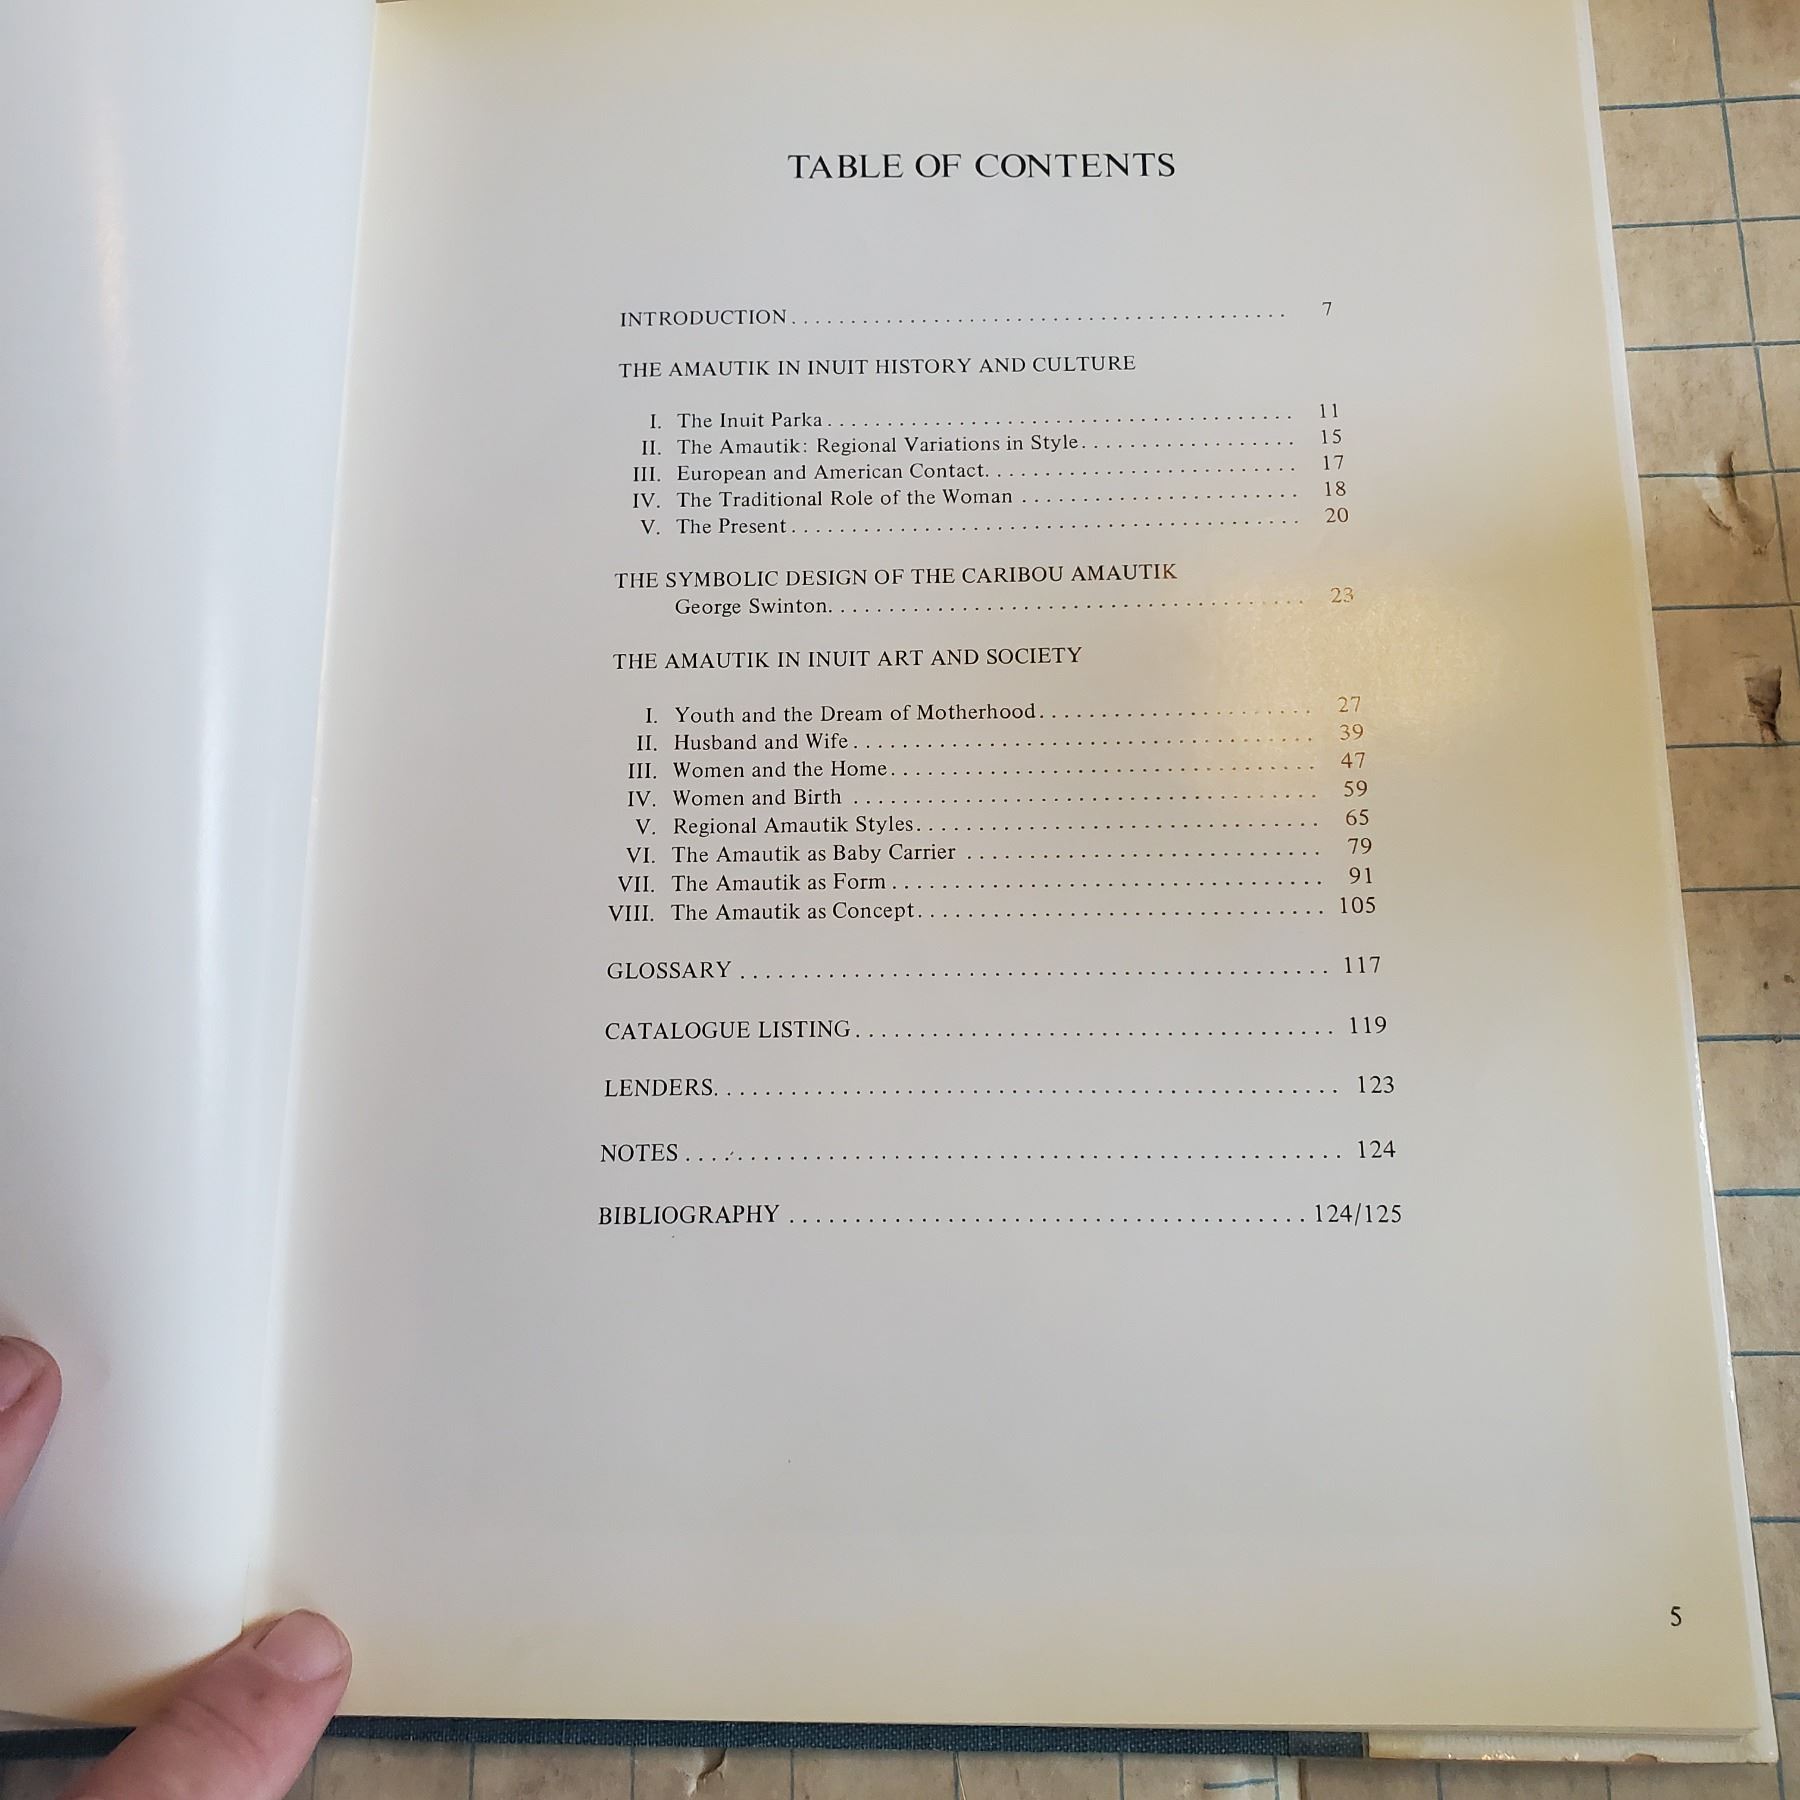 TABLE OF CONTENTS
INTRODUCTION . . . . . . . . . . . . . . . . . . . . 7
THE AMAUTIK IN INUIT HISTORY AND CULTURE
I. The Inuit Parka . . . . . . . . . . . . . . . . . . . . 11
II. The Amautik: Regional Variations in Style . . . . . . . . . . 15
III. European and American Contact . . . . . . . . . . . . . . . 17
IV. The Traditional Role of the Woman . . . . . . . . . . . . . 18
V. The Present . . . . . . . . . . . . . . . . . . . . 20
THE SYMBOLIC DESIGN OF THE CARIBOU AMAUTIK
George Swinton . . . . . . . . . . . . . . . . . . . . 23
THE AMAUTIK IN INUIT ART AND SOCIETY
I. Youth and the Dream of Motherhood . . . . . . . . . . . . . 27
II. Husband and Wife . . . . . . . . . . . . . . . . . . . . 39
III. Women and the Home . . . . . . . . . . . . . . . . . . . . 47
IV. Women and Birth . . . . . . . . . . . . . . . . . . . . 59
V. Regional Amautik Styles . . . . . . . . . . . . . . . . . . 65
VI. The Amautik as Baby Carrier . . . . . . . . . . . . . . . . 79
VII. The Amautik as Form . . . . . . . . . . . . . . . . . . . . 91
VIII. The Amautik as Concept . . . . . . . . . . . . . . . . . . 105
GLOSSARY . . . . . . . . . . . . . . . . . . . . 117
CATALOGUE LISTING . . . . . . . . . . . . . . . . . . . . 119
LENDERS . . . . . . . . . . . . . . . . . . . . 123
NOTES . . . . . . . . . . . . . . . . . . . . 124
BIBLIOGRAPHY . . . . . . . . . . . . . . . . . . . . 124/125
5